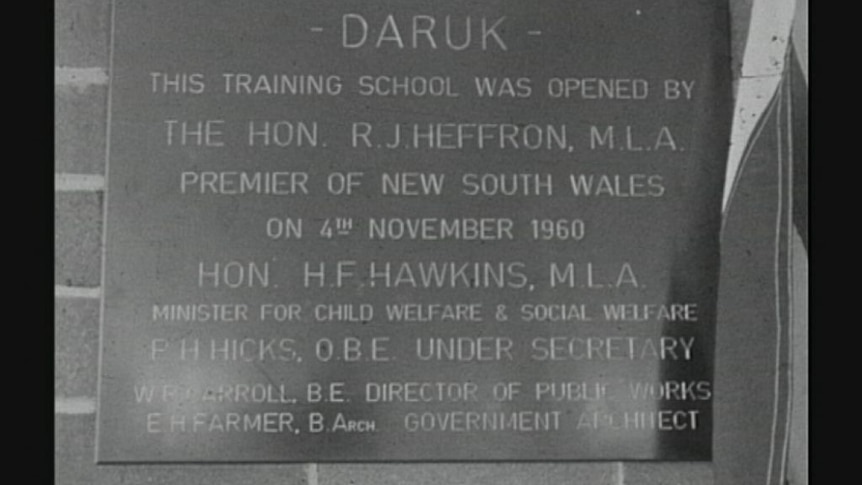 - DARUK -
THIS TRAINING SCHOOL WAS OPENED BY
THE HON. R.J.HEFFRON, M.L.A.
PREMIER OF NEW SOUTH WALES
ON 4TH NOVEMBER 1960
HON. H.F.HAWKINS, M.L.A.
MINISTER FOR CHILD WELFARE & SOCIAL WELFARE
R.H.HICKS, O.B.E. UNDER SECRETARY
B.E. DIRECTOR OF PUBLIC WORKS
E.H.FARMER, B.ARCH. GOVERNMENT ARCHITECT